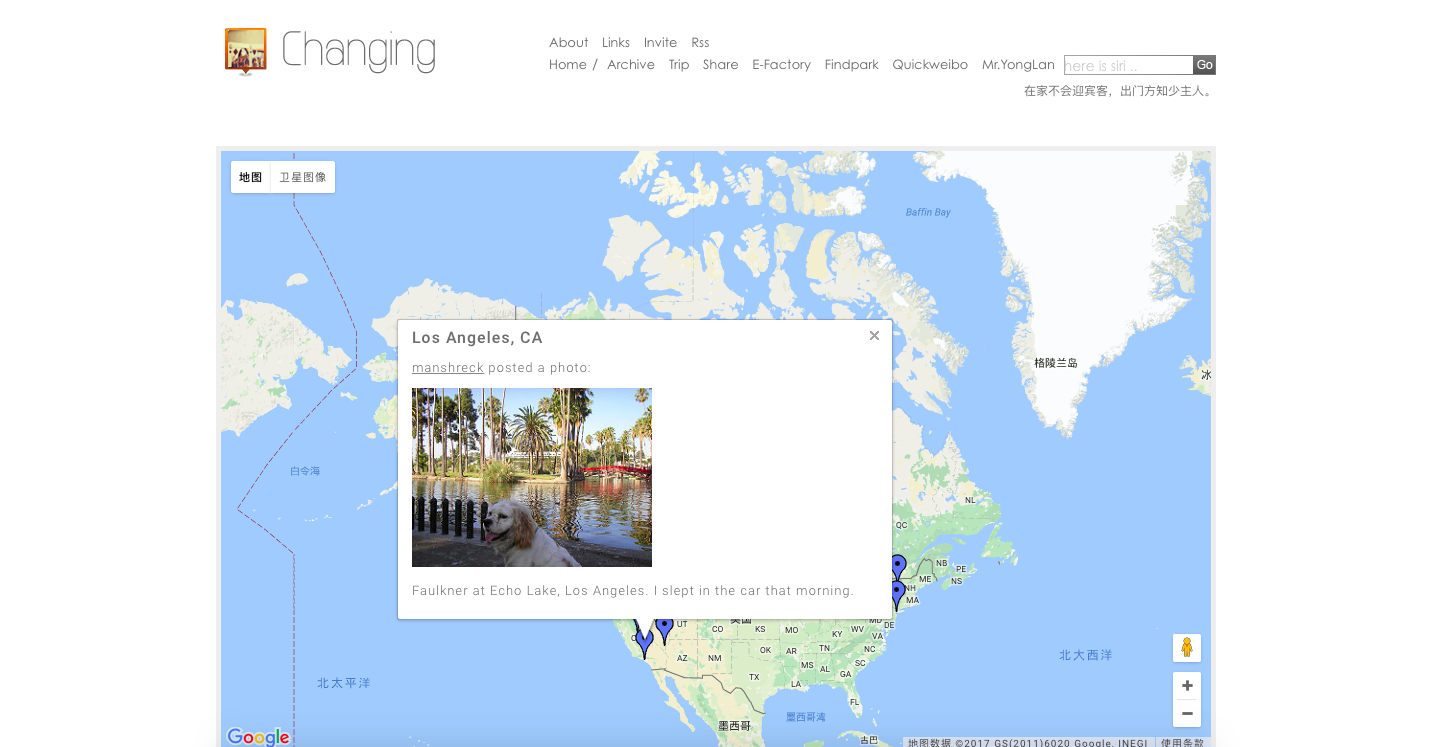 Changing
About Links Invite Rss
Home / Archive Trip Share E-Factory Findpark Quickweibo Mr.YongLan
here is siri .. Go
在家不会迎宾客，出门方知少主人。
地图 卫星图像
Baffin Bay
格陵兰岛
冰
白令海
Los Angeles, CA
manshreck posted a photo:
Faulkner at Echo Lake, Los Angeles. I slept in the car that morning.
NL
QC
NB
PE
ME
NS
NH
MA
UT
CO
KS
MO
KY
WV
VA
MD
DE
美国
AZ
NM
OK
AR
TN
NC
MS
AL
SC
TX
LA
GA
FL
北太平洋
北大西洋
墨西哥
墨西哥湾
古巴
Google
地图数据 ©2017 GS(2011)6020 Google, INEGI 使用条款